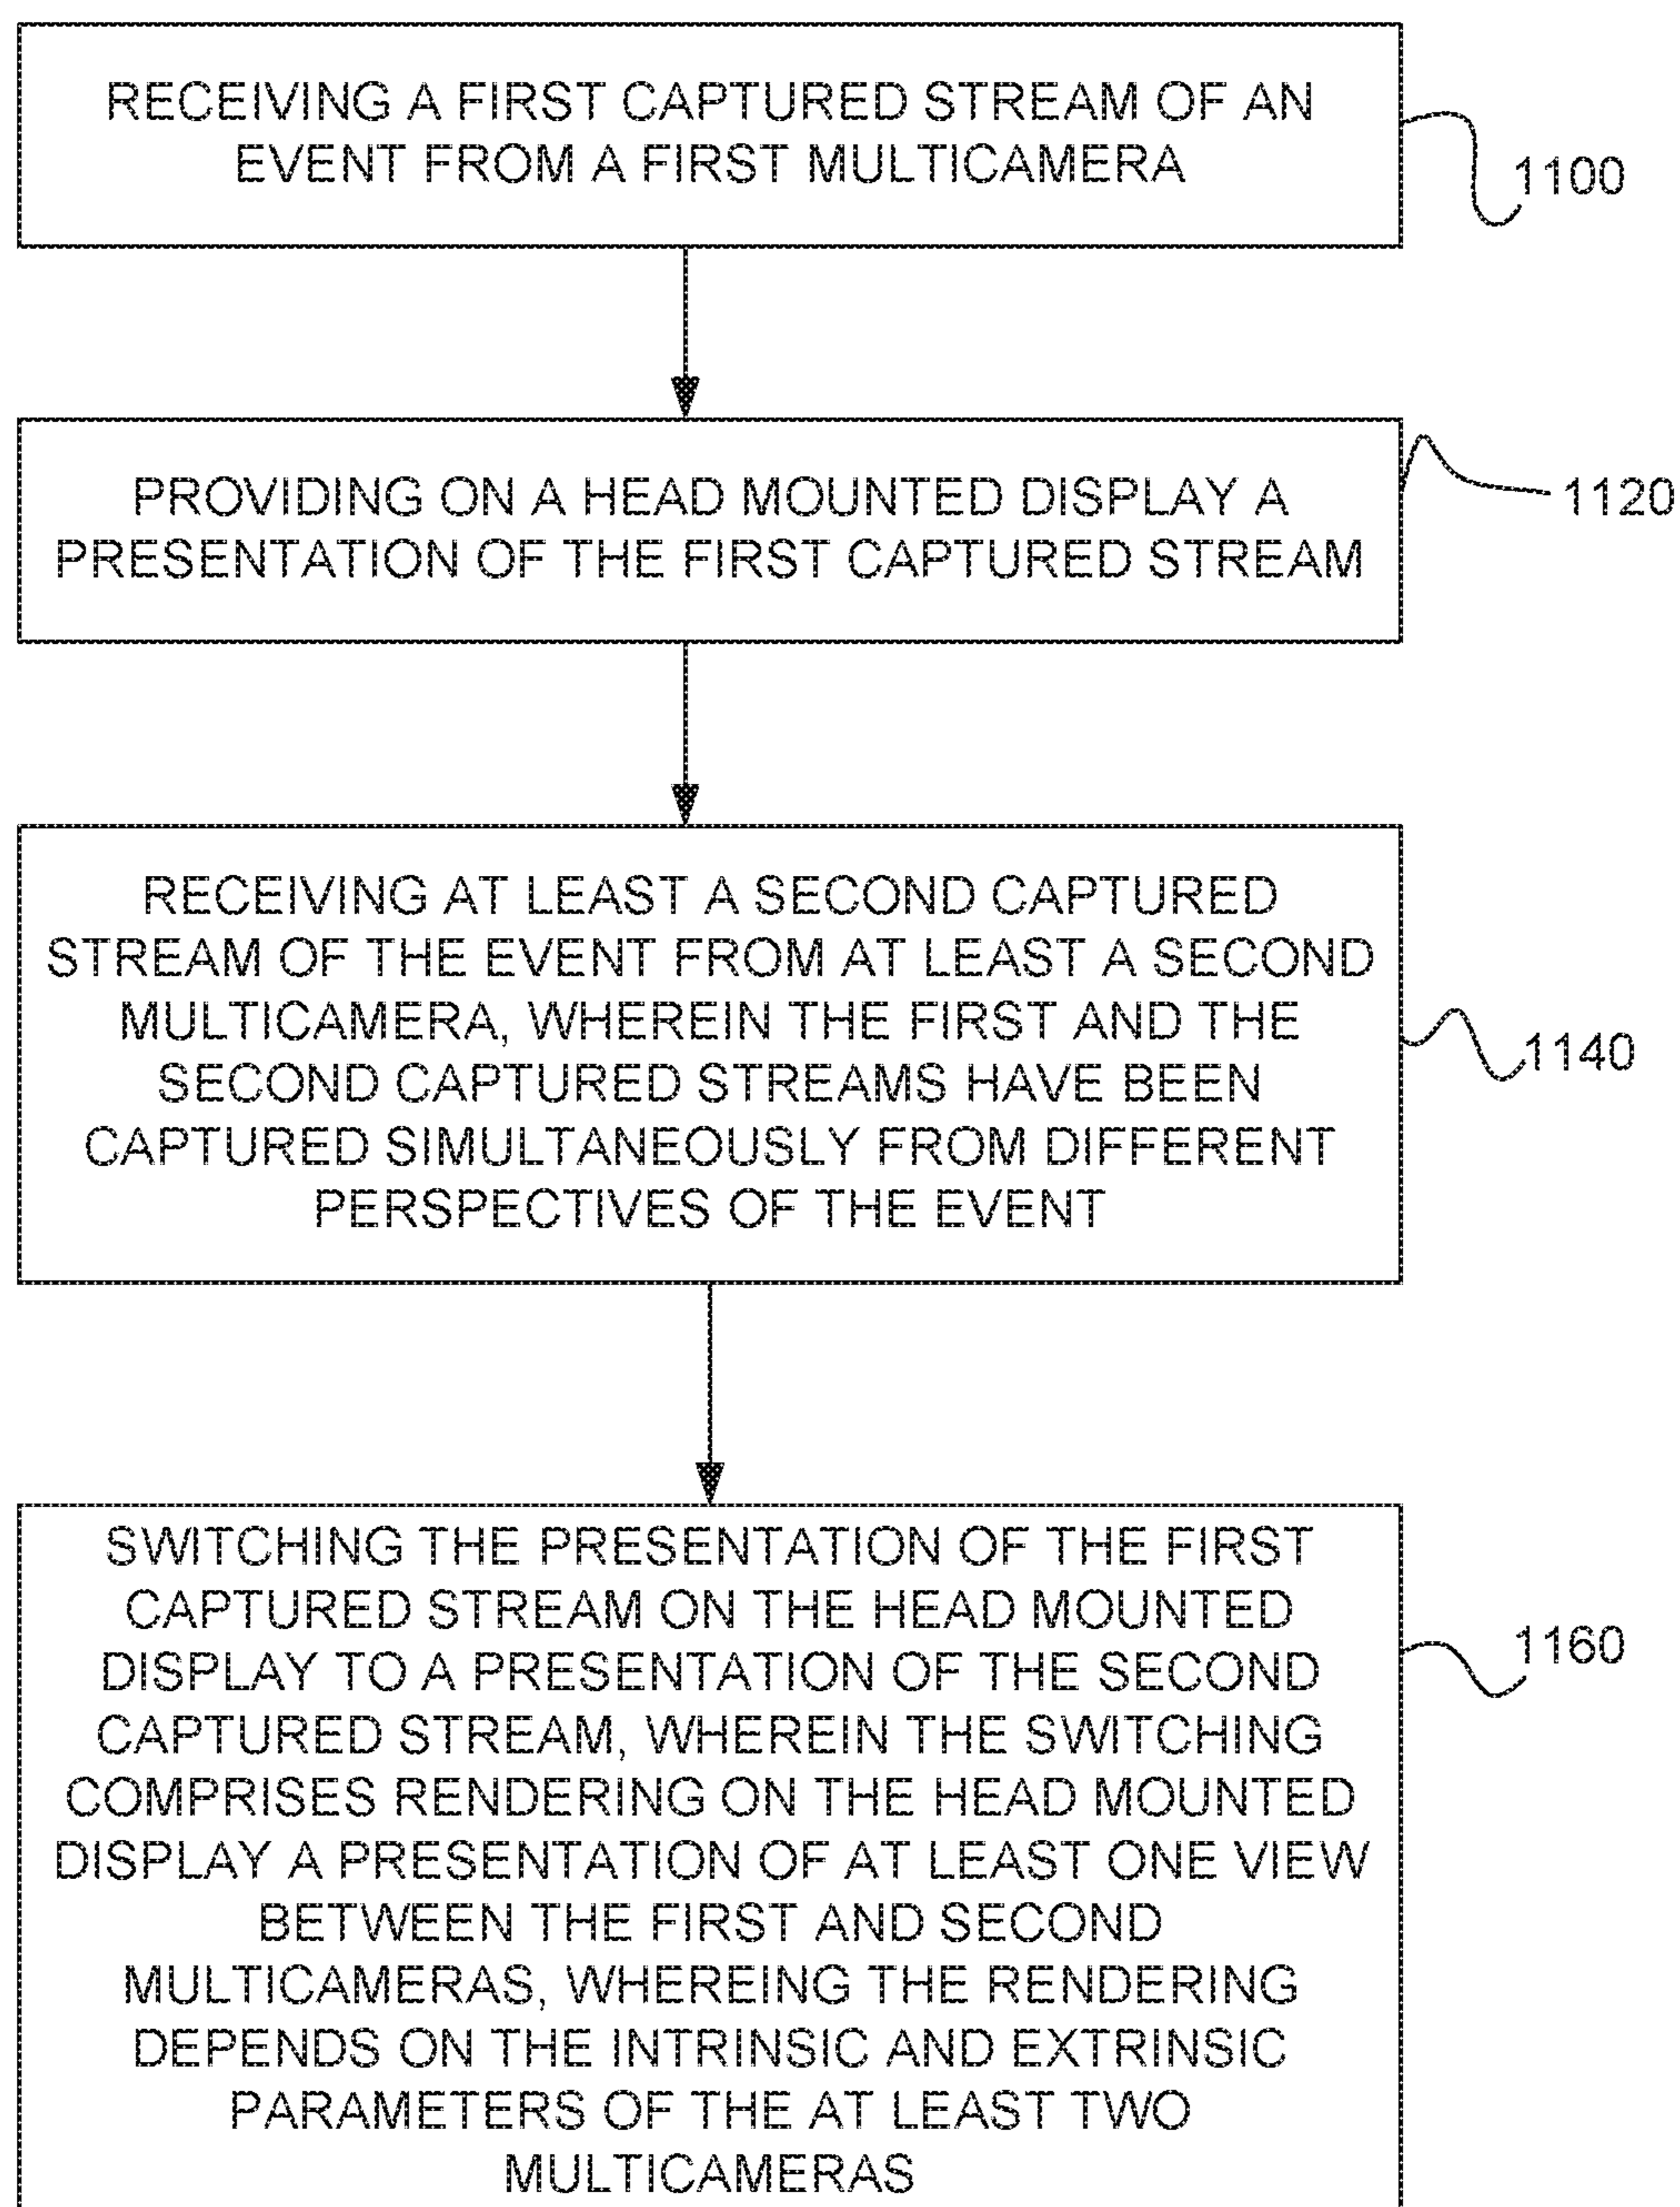 RECEIVING A FIRST CAPTURED STREAM OF AN
EVENT FROM A FIRST MULTICAMERA
1100
PROVIDING ON A HEAD MOUNTED DISPLAY A
PRESENTATION OF THE FIRST CAPTURED STREAM
1120
RECEIVING AT LEAST A SECOND CAPTURED
STREAM OF THE EVENT FROM AT LEAST A SECOND
MULTICAMERA, WHEREIN THE FIRST AND THE
SECOND CAPTURED STREAMS HAVE BEEN
CAPTURED SIMULTANEOUSLY FROM DIFFERENT
PERSPECTIVES OF THE EVENT
1140
SWITCHING THE PRESENTATION OF THE FIRST
CAPTURED STREAM ON THE HEAD MOUNTED
DISPLAY TO A PRESENTATION OF THE SECOND
CAPTURED STREAM, WHEREIN THE SWITCHING
COMPRISES RENDERING ON THE HEAD MOUNTED
DISPLAY A PRESENTATION OF AT LEAST ONE VIEW
BETWEEN THE FIRST AND SECOND
MULTICAMERAS, WHEREING THE RENDERING
DEPENDS ON THE INTRINSIC AND EXTRINSIC
PARAMETERS OF THE AT LEAST TWO
MULTICAMERAS
1160